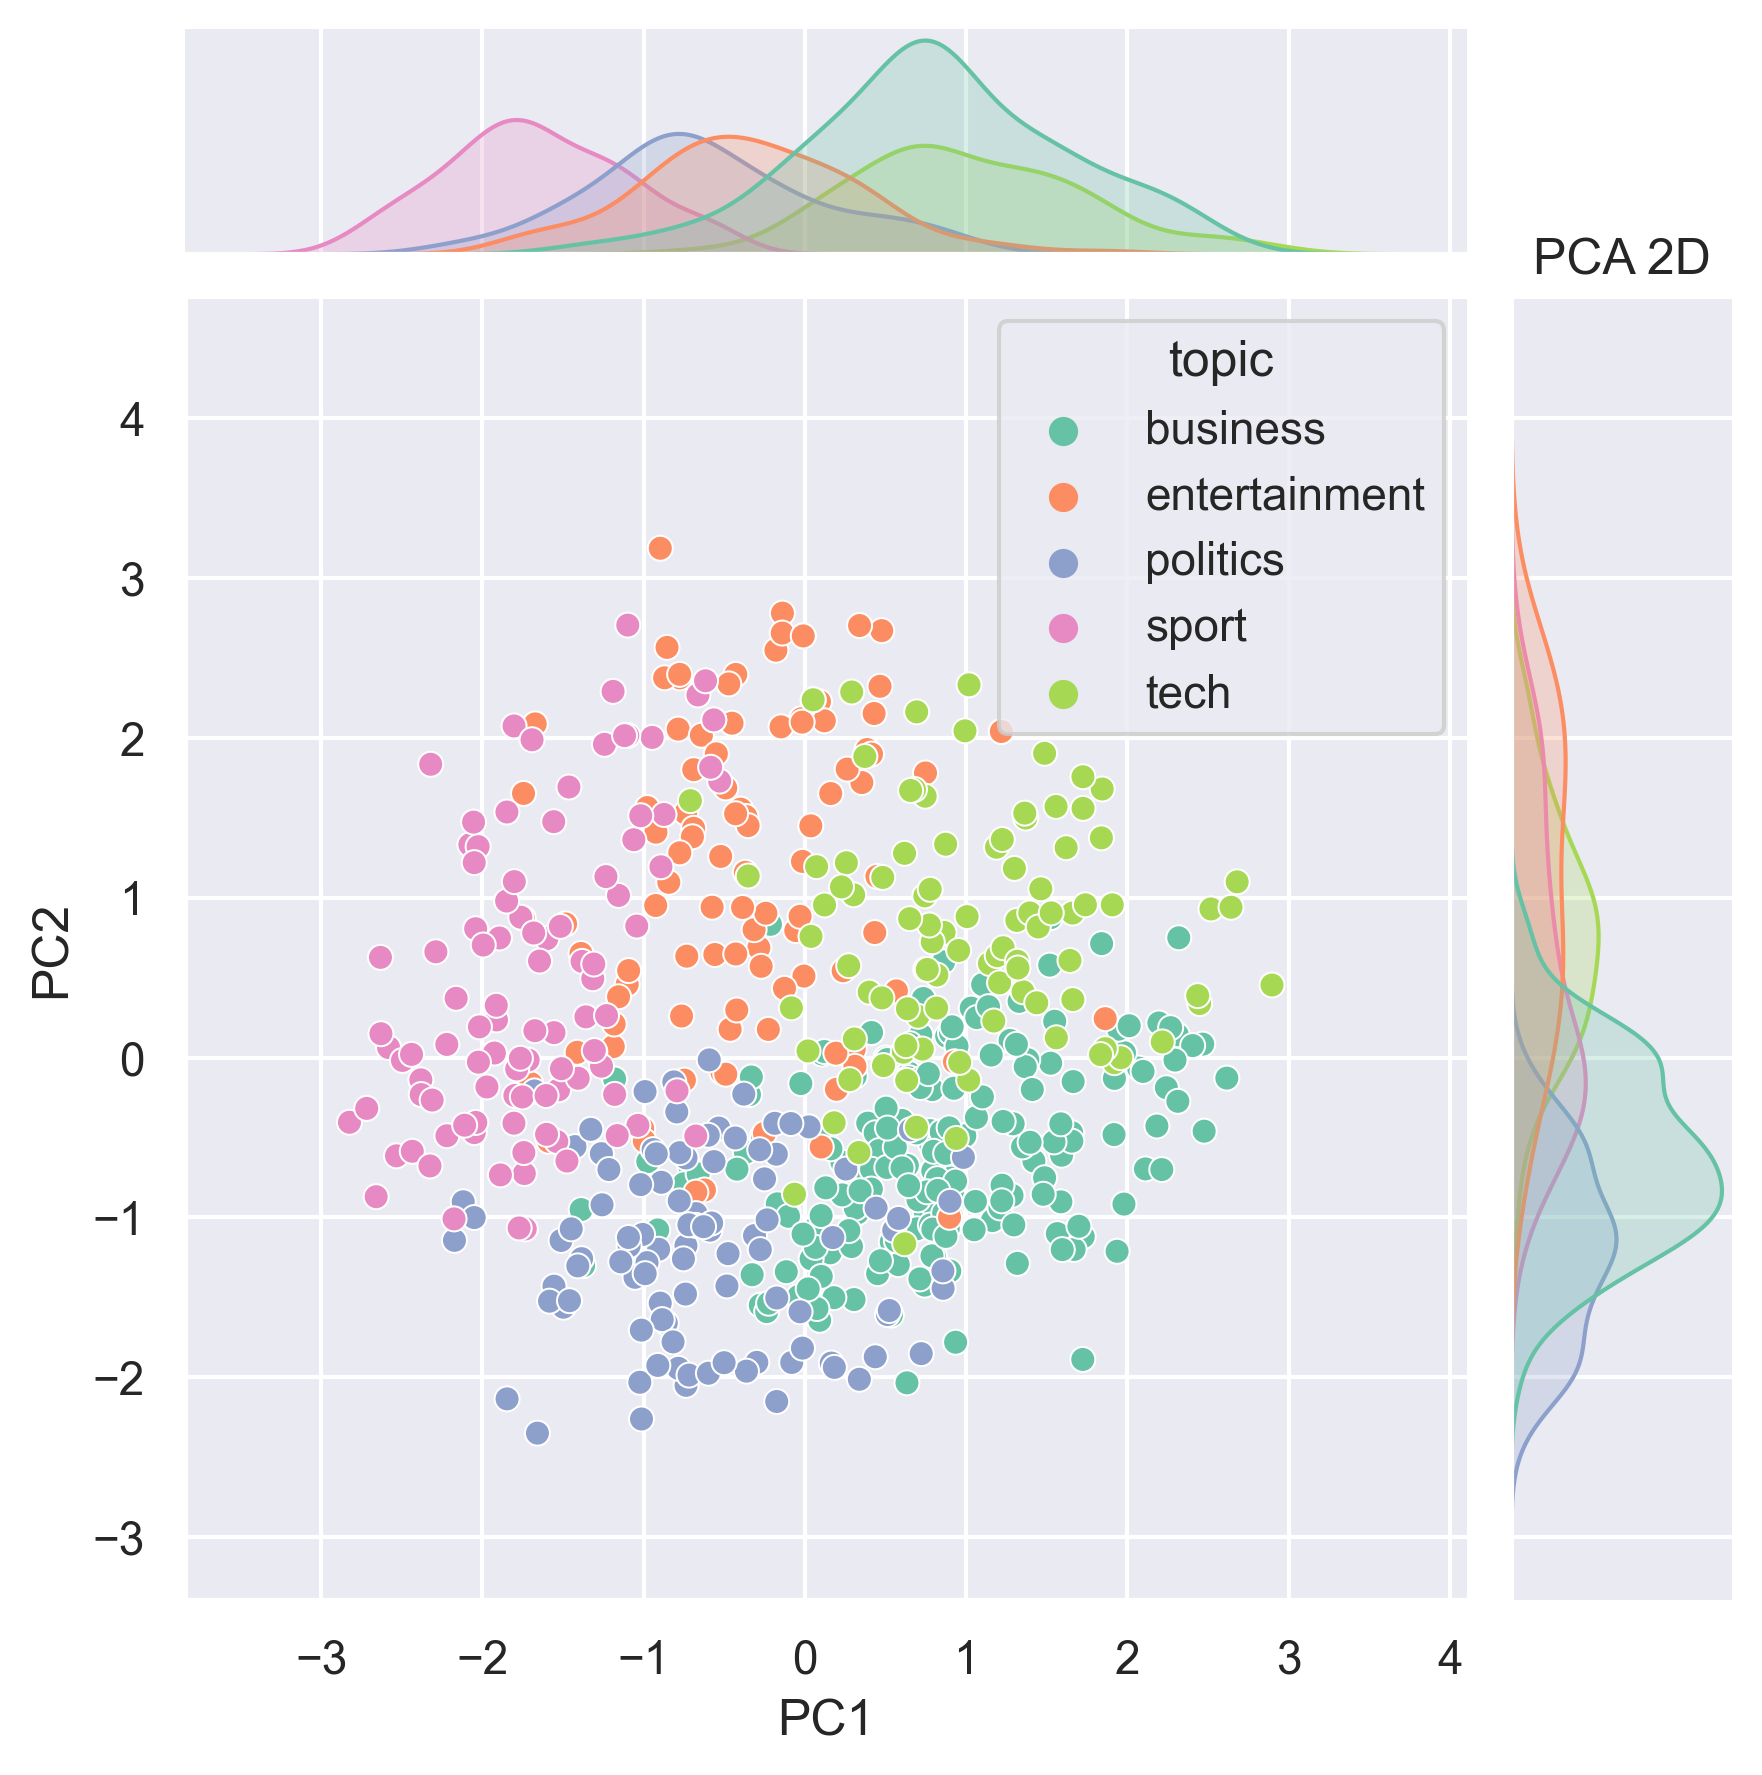 PCA 2D
topic
business
entertainment
politics
sport
tech
4
3
2
1
0
−1
−2
−3
PC2
−3 −2 −1 0 1 2 3 4
PC1